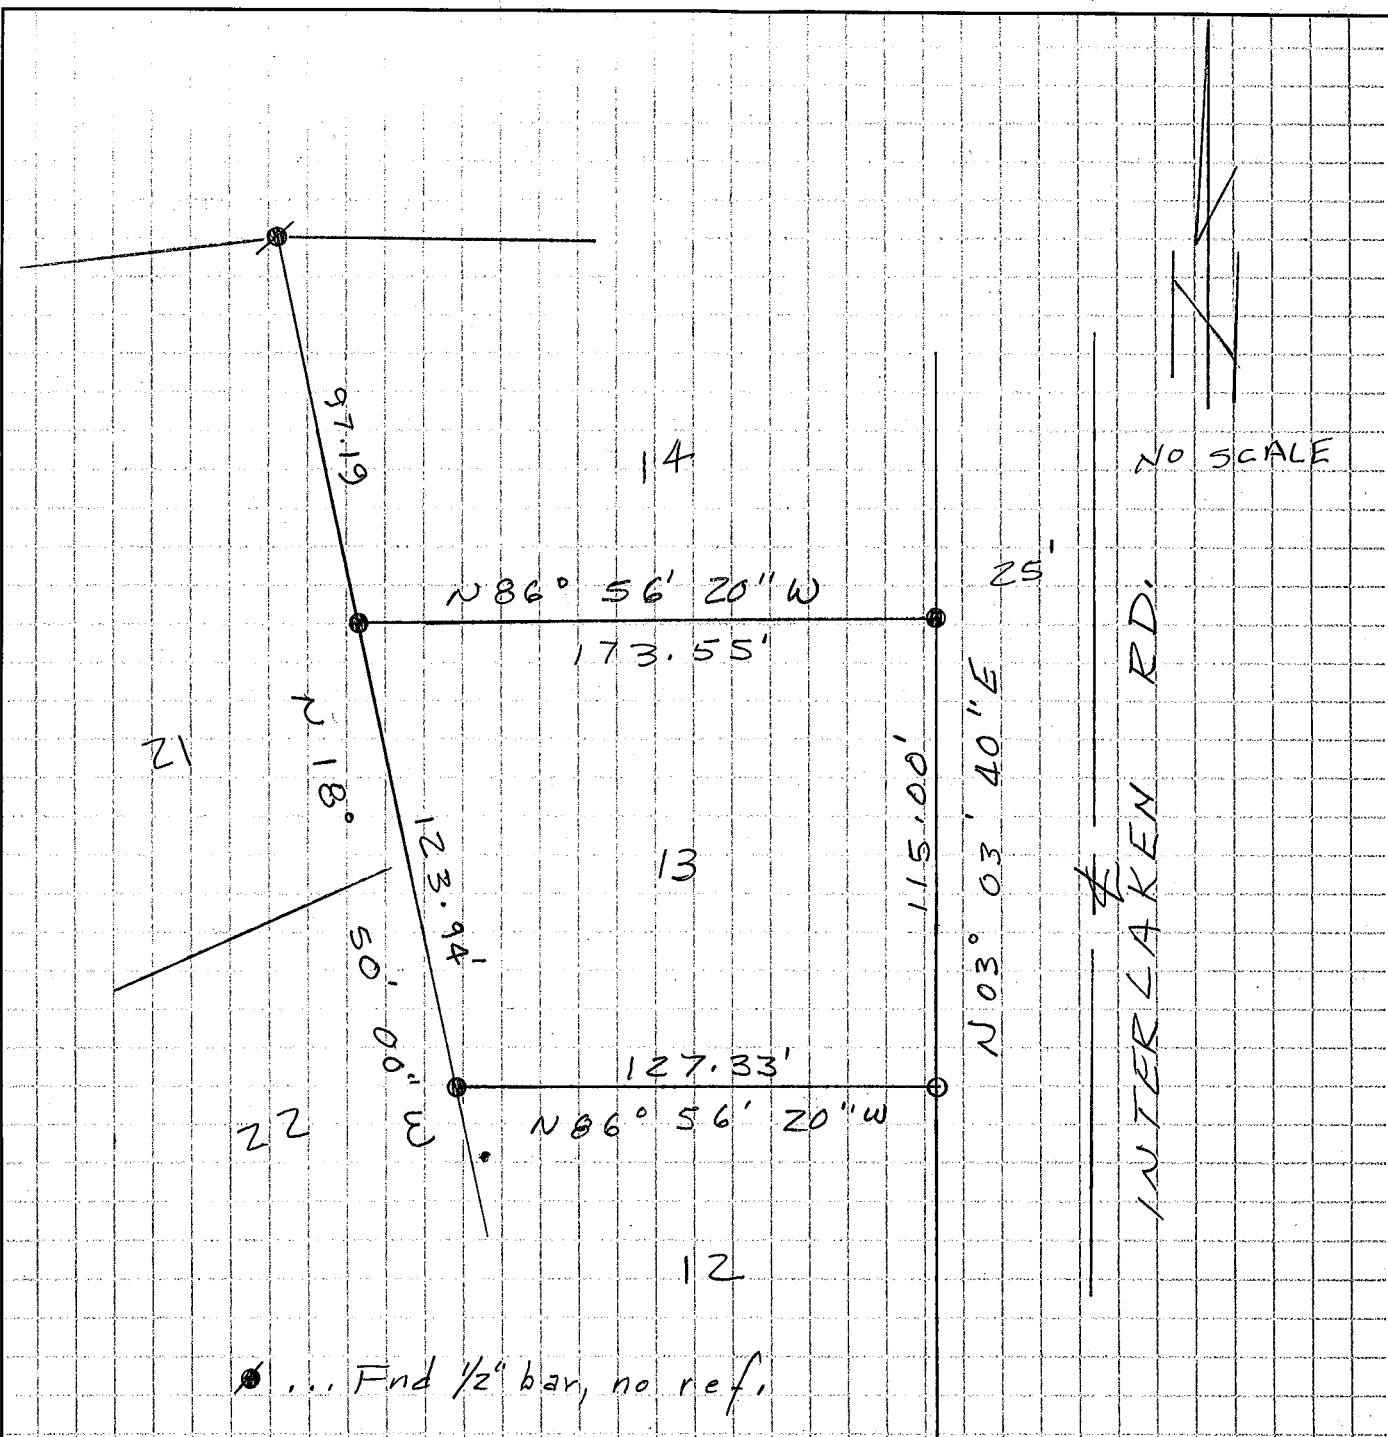 97.19
14
NO SCALE
N 86° 56' 20" W
173.55'
25'
21
N 18° 50' 00" W
123.94'
13
115.00'
N 03° 03' 40" E
℄
INTERLAKEN RD.
127.33'
N 86° 56' 20" W
22
12
... Fnd 1/2" bar, no ref.
N